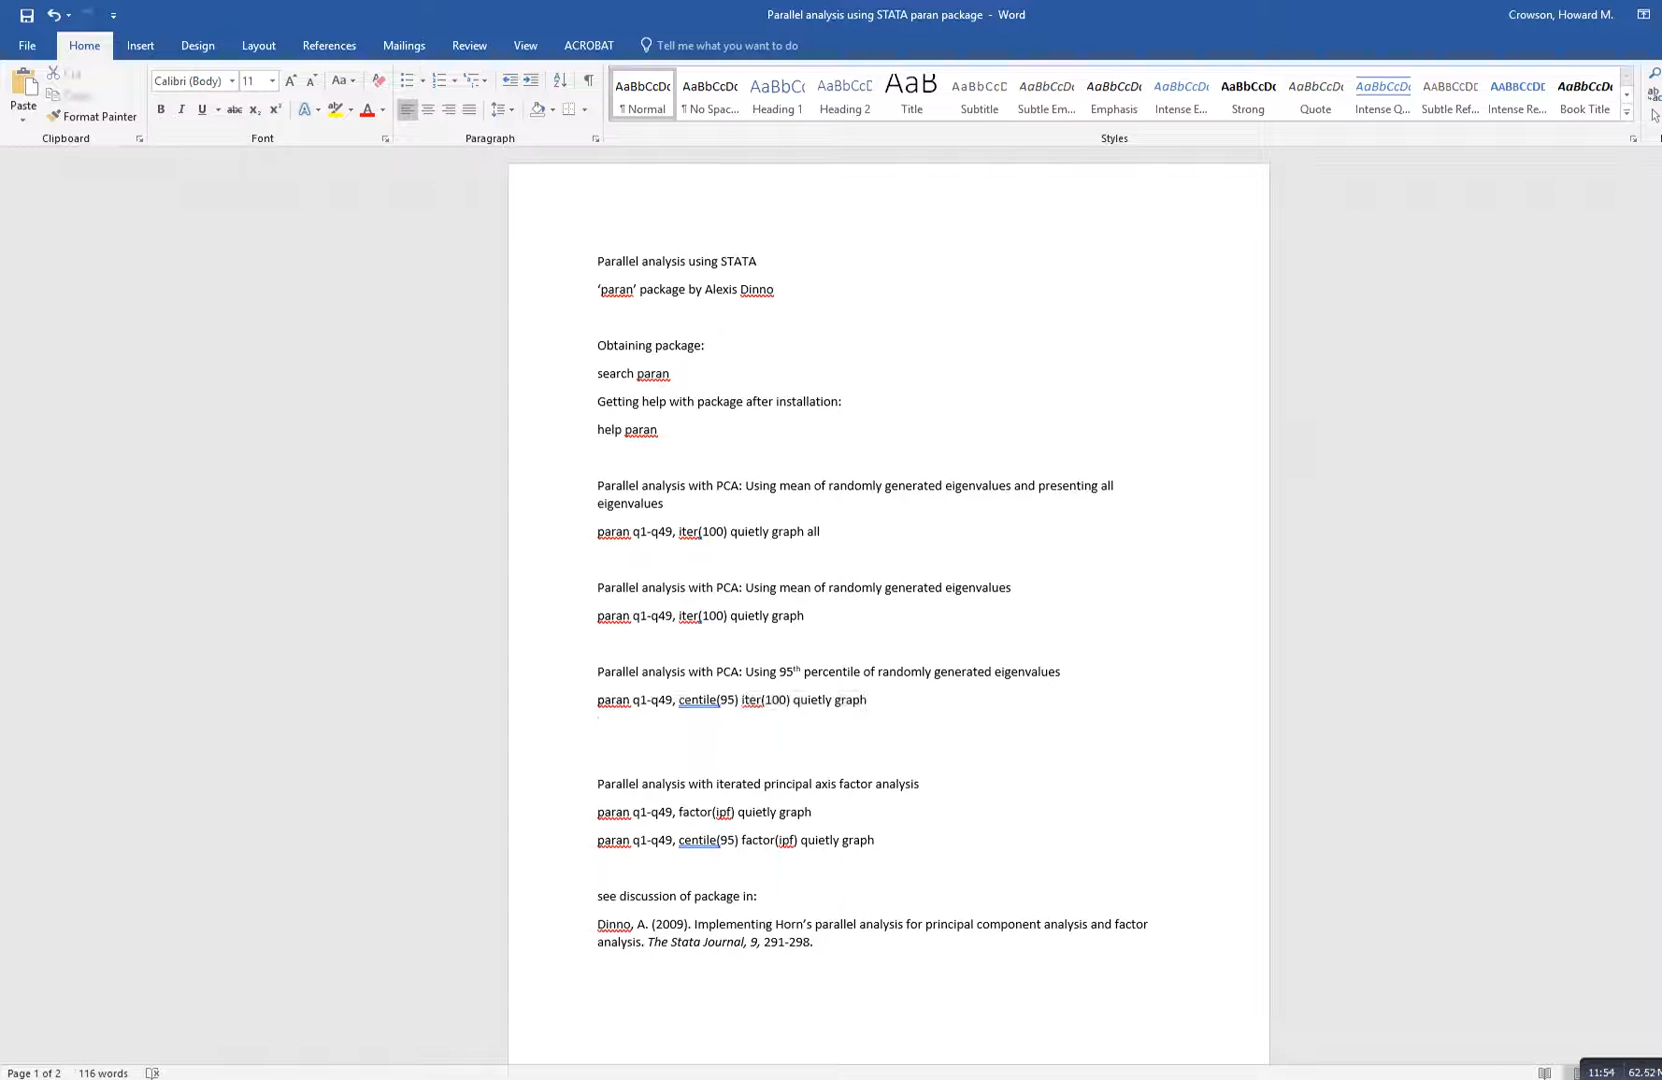 Parallel analysis using STATA paran package - Word
Crowson, Howard M.
File Home Insert Design Layout References Mailings Review View ACROBAT Tell me what you want to do
Paste
Format Painter
Clipboard
Calibri (Body) 11
Font
Paragraph
AaBbCcDc AaBbCcDc AaBbCc AaBbCcD AaB AaBbCcD AaBbCcDc AaBbCcDc AaBbCcDc AaBbCcDc AaBbCcDc AaBbCcDc AABBCCDC AABBCCDC AaBbCcDc
¶ Normal ¶ No Spac... Heading 1 Heading 2 Title Subtitle Subtle Em... Emphasis Intense E... Strong Quote Intense Q... Subtle Ref... Intense Re... Book Title
Styles
Parallel analysis using STATA
‘paran’ package by Alexis Dinno
Obtaining package:
search paran
Getting help with package after installation:
help paran
Parallel analysis with PCA: Using mean of randomly generated eigenvalues and presenting all
eigenvalues
paran q1-q49, iter(100) quietly graph all
Parallel analysis with PCA: Using mean of randomly generated eigenvalues
paran q1-q49, iter(100) quietly graph
Parallel analysis with PCA: Using 95th percentile of randomly generated eigenvalues
paran q1-q49, centile(95) iter(100) quietly graph
Parallel analysis with iterated principal axis factor analysis
paran q1-q49, factor(ipf) quietly graph
paran q1-q49, centile(95) factor(ipf) quietly graph
see discussion of package in:
Dinno, A. (2009). Implementing Horn’s parallel analysis for principal component analysis and factor
analysis. The Stata Journal, 9, 291-298.
Page 1 of 2 116 words
11:54 62.52M